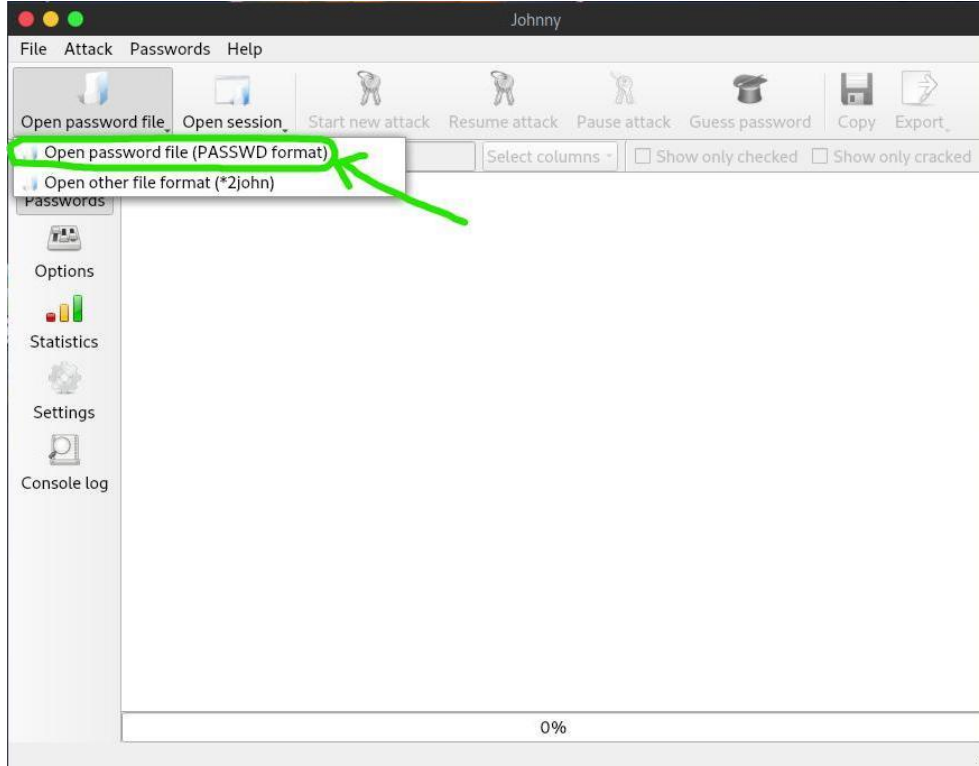 Johnny
File Attack Passwords Help
Open password file Open session Start new attack Resume attack Pause attack Guess password Copy Export
Open password file (PASSWD format) Select columns Show only checked Show only cracked
Open other file format (*2john)
Passwords
Options
Statistics
Settings
Console log
0%